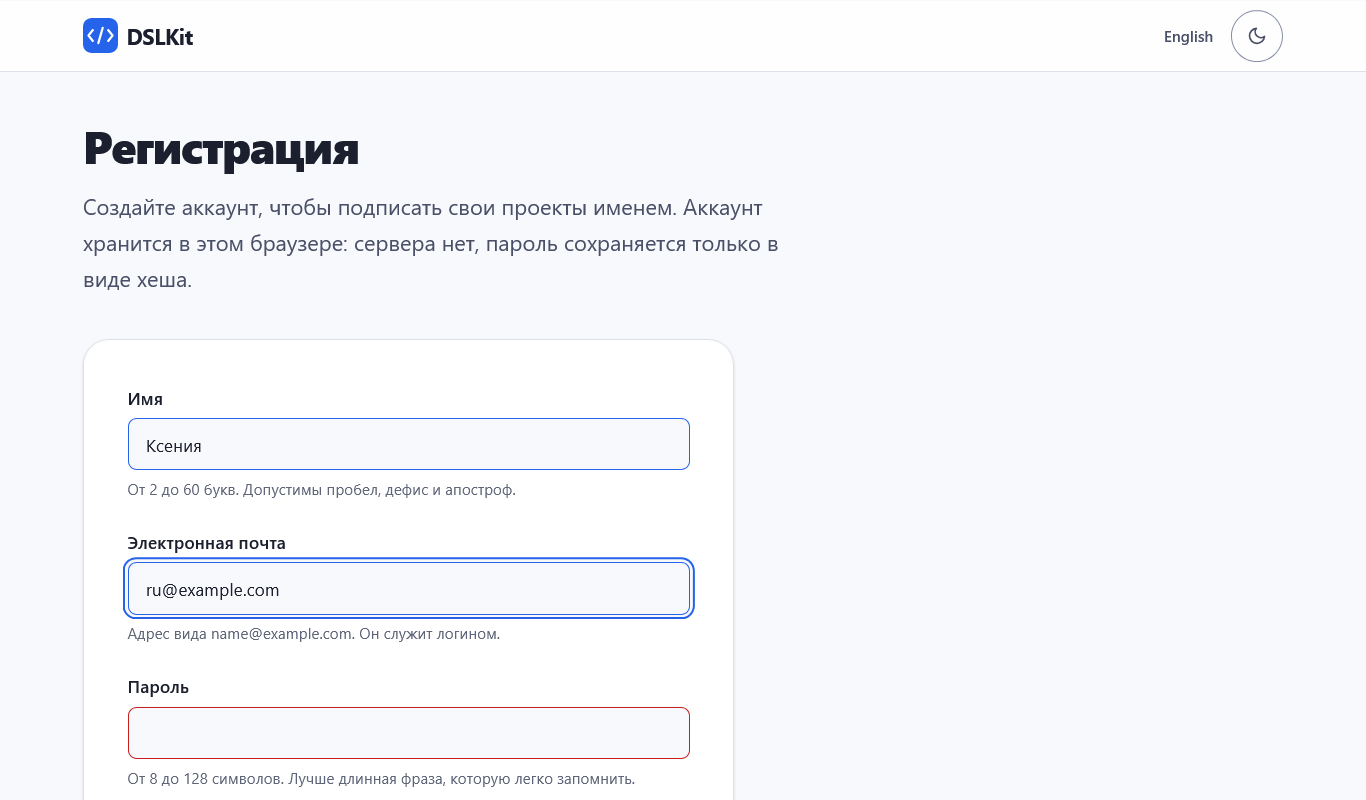 </> DSLKit
English
Регистрация
Создайте аккаунт, чтобы подписать свои проекты именем. Аккаунт
хранится в этом браузере: сервера нет, пароль сохраняется только в
виде хеша.
Имя
Ксения
От 2 до 60 букв. Допустимы пробел, дефис и апостроф.
Электронная почта
ru@example.com
Адрес вида name@example.com. Он служит логином.
Пароль
От 8 до 128 символов. Лучше длинная фраза, которую легко запомнить.